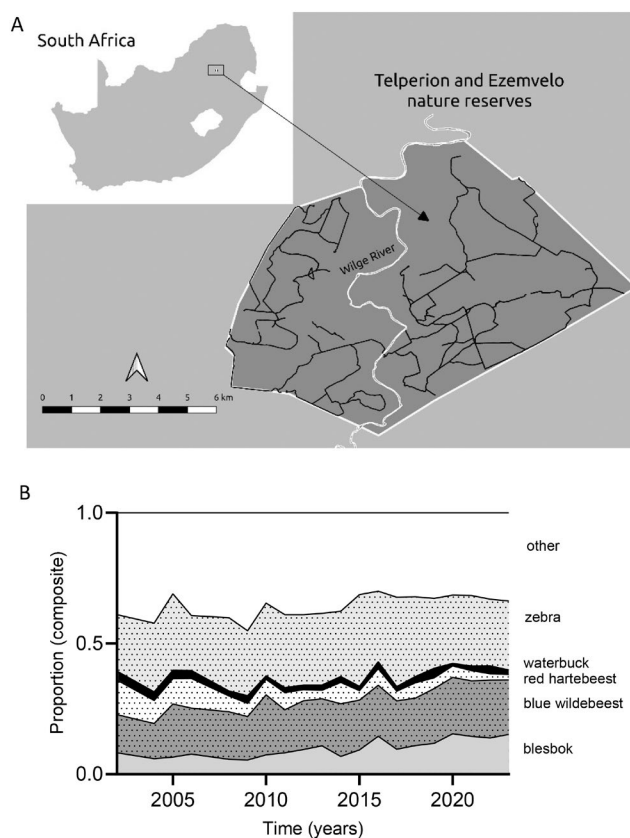 A
South Africa
Telperion and Ezemvelo
nature reserves
Wilge River
0 1 2 3 4 5 6 km
B
Proportion (composite)
1.0
0.5
0.0
other
zebra
waterbuck
red hartebeest
blue wildebeest
blesbok
2005 2010 2015 2020
Time (years)